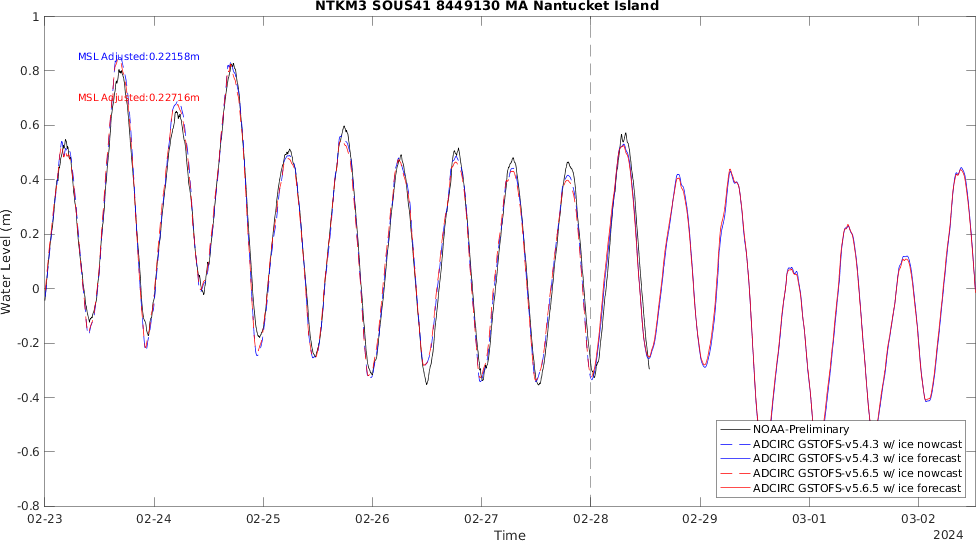 NTKM3 SOUS41 8449130 MA Nantucket Island
MSL Adjusted:0.22158m
MSL Adjusted:0.22716m
Water Level (m)
1
0.8
0.6
0.4
0.2
0
-0.2
-0.4
-0.6
-0.8
NOAA-Preliminary
ADCIRC GSTOFS-v5.4.3 w/ ice nowcast
ADCIRC GSTOFS-v5.4.3 w/ ice forecast
ADCIRC GSTOFS-v5.6.5 w/ ice nowcast
ADCIRC GSTOFS-v5.6.5 w/ ice forecast
02-23 02-24 02-25 02-26 02-27 02-28 02-29 03-01 03-02
Time
2024